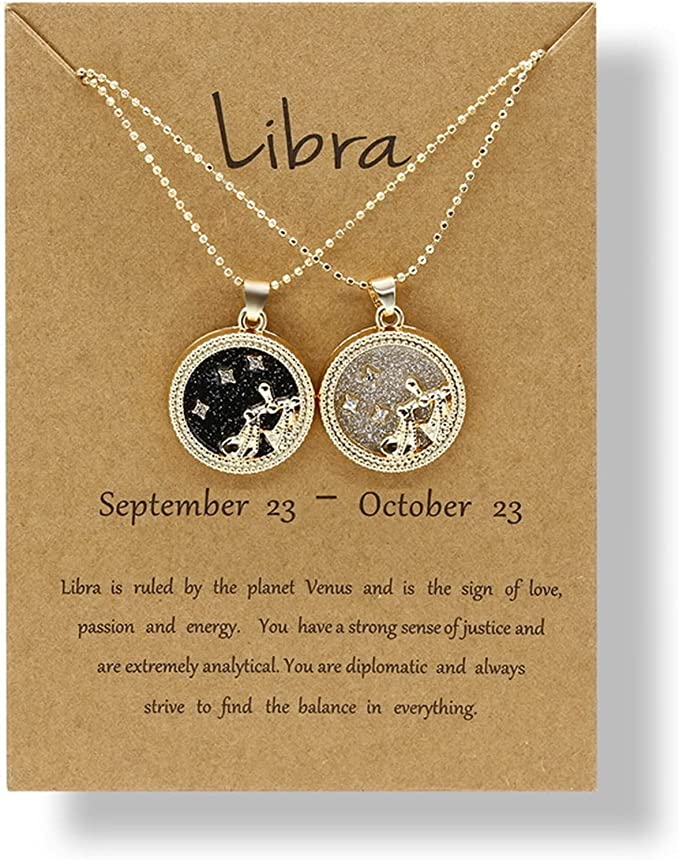 Libra
September 23 – October 23
Libra is ruled by the planet Venus and is the sign of love,
passion and energy. You have a strong sense of justice and
are extremely analytical. You are diplomatic and always
strive to find the balance in everything.